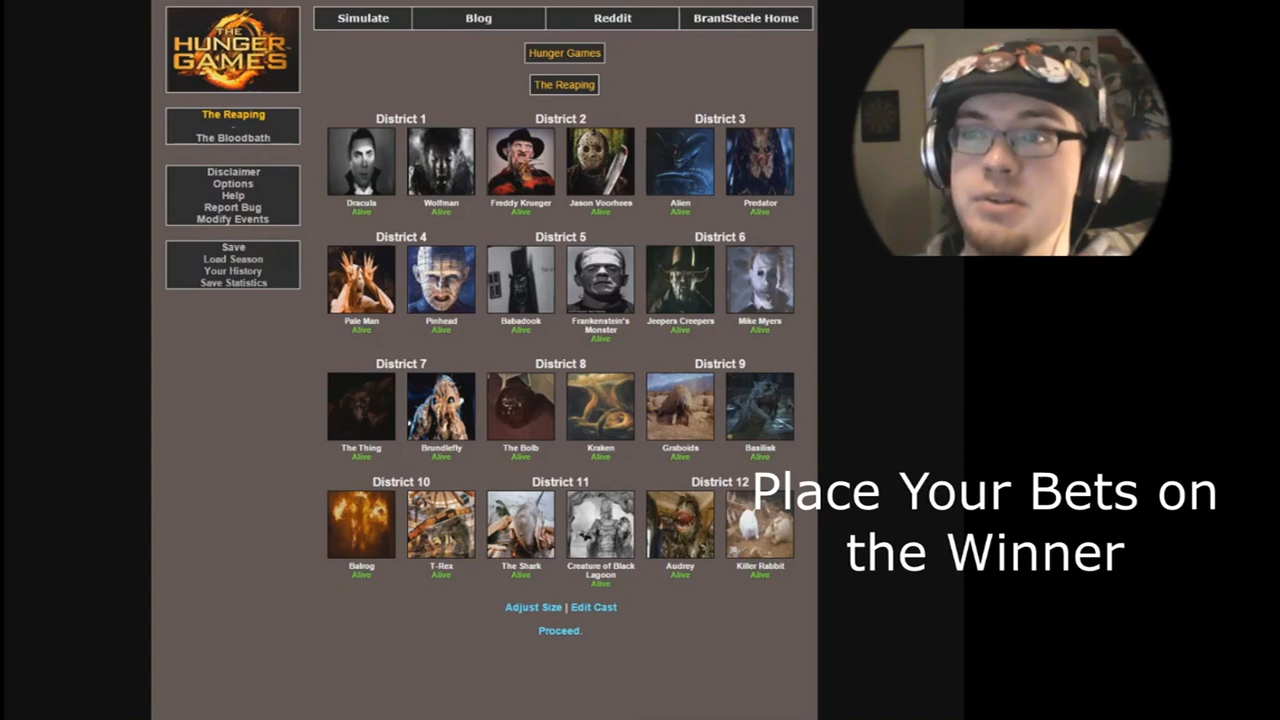 THE
HUNGER
GAMES
Simulate
Blog
Reddit
BrantSteele Home
Hunger Games
The Reaping
The Reaping
-
The Bloodbath
Disclaimer
Options
Help
Report Bug
Modify Events
Save
Load Season
Your History
Save Statistics
District 1
District 2
District 3
Dracula
Wolfman
Freddy Krueger
Jason Voorhees
Alien
Predator
Alive
Alive
Alive
Alive
Alive
Alive
District 4
District 5
District 6
Pale Man
Pinhead
Babadook
Frankenstein's
Monster
Jeepers Creepers
Mike Myers
Alive
Alive
Alive
Alive
Alive
Alive
District 7
District 8
District 9
The Thing
Brundlefly
The Bolb
Kraken
Graboids
Basilisk
Alive
Alive
Alive
Alive
Alive
Alive
District 10
District 11
District 12
Balrog
T-Rex
The Shark
Creature of Black
Lagoon
Audrey
Killer Rabbit
Alive
Alive
Alive
Alive
Alive
Alive
Adjust Size | Edit Cast
Proceed.
Place Your Bets on
the Winner